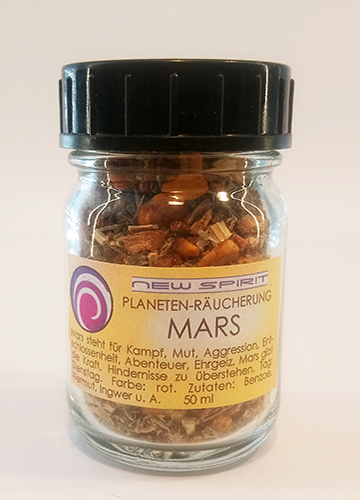 NEW SPIRIT
PLANETEN-RÄUCHERUNG
MARS
Mars steht für Kampf, Mut, Aggression, Ent-
schlossenheit, Abenteuer, Ehrgeiz. Mars gibt
die Kraft, Hindernisse zu überstehen. Tag:
Dienstag. Farbe: rot. Zutaten: Benzoe,
Wermut, Ingwer u. A. 50 ml